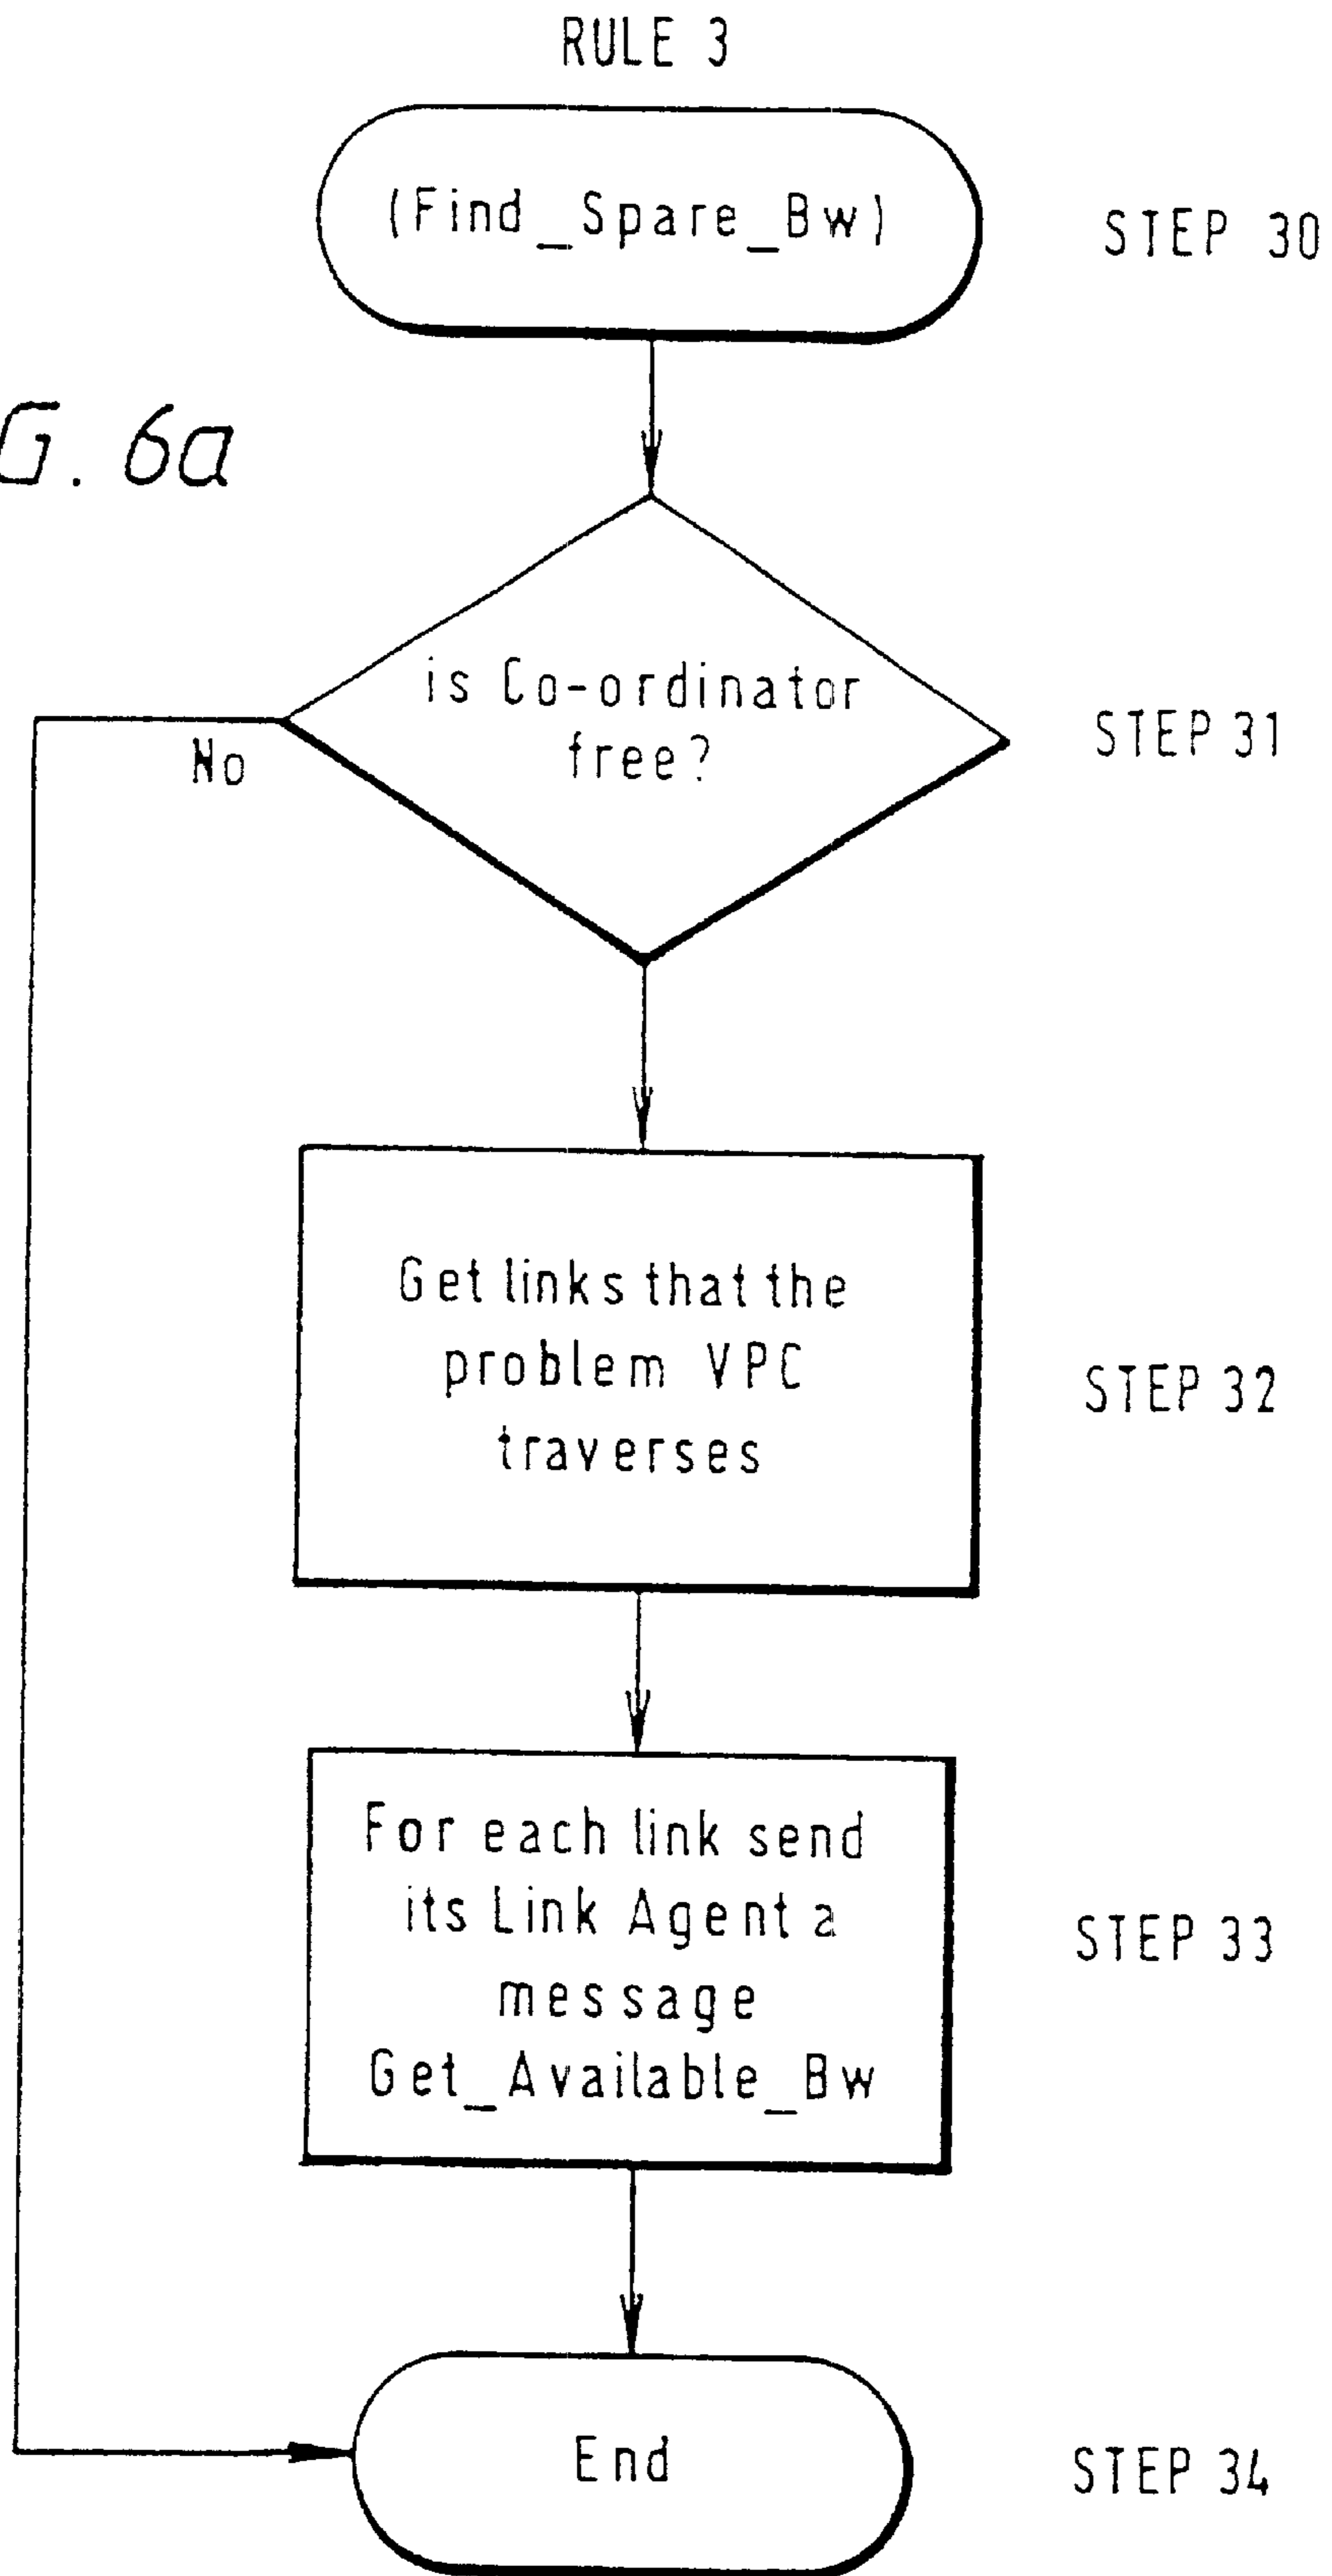 RULE 3
(Find_Spare_Bw)
STEP 30
G. 6a
is Co-ordinator
free?
STEP 31
No
Get links that the
problem VPC
traverses
STEP 32
For each link send
its Link Agent a
message
Get_Available_Bw
STEP 33
End
STEP 34